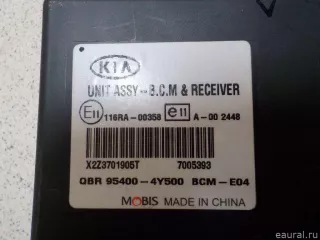 KIA
UNIT ASSY-B.C.M & RECEIVER
E11 116RA-00358 e11 A-00 2448
X2Z3701905T 7005393
QBR 95400-4Y500 BCM-E04
MOBIS MADE IN CHINA
© eaural.ru